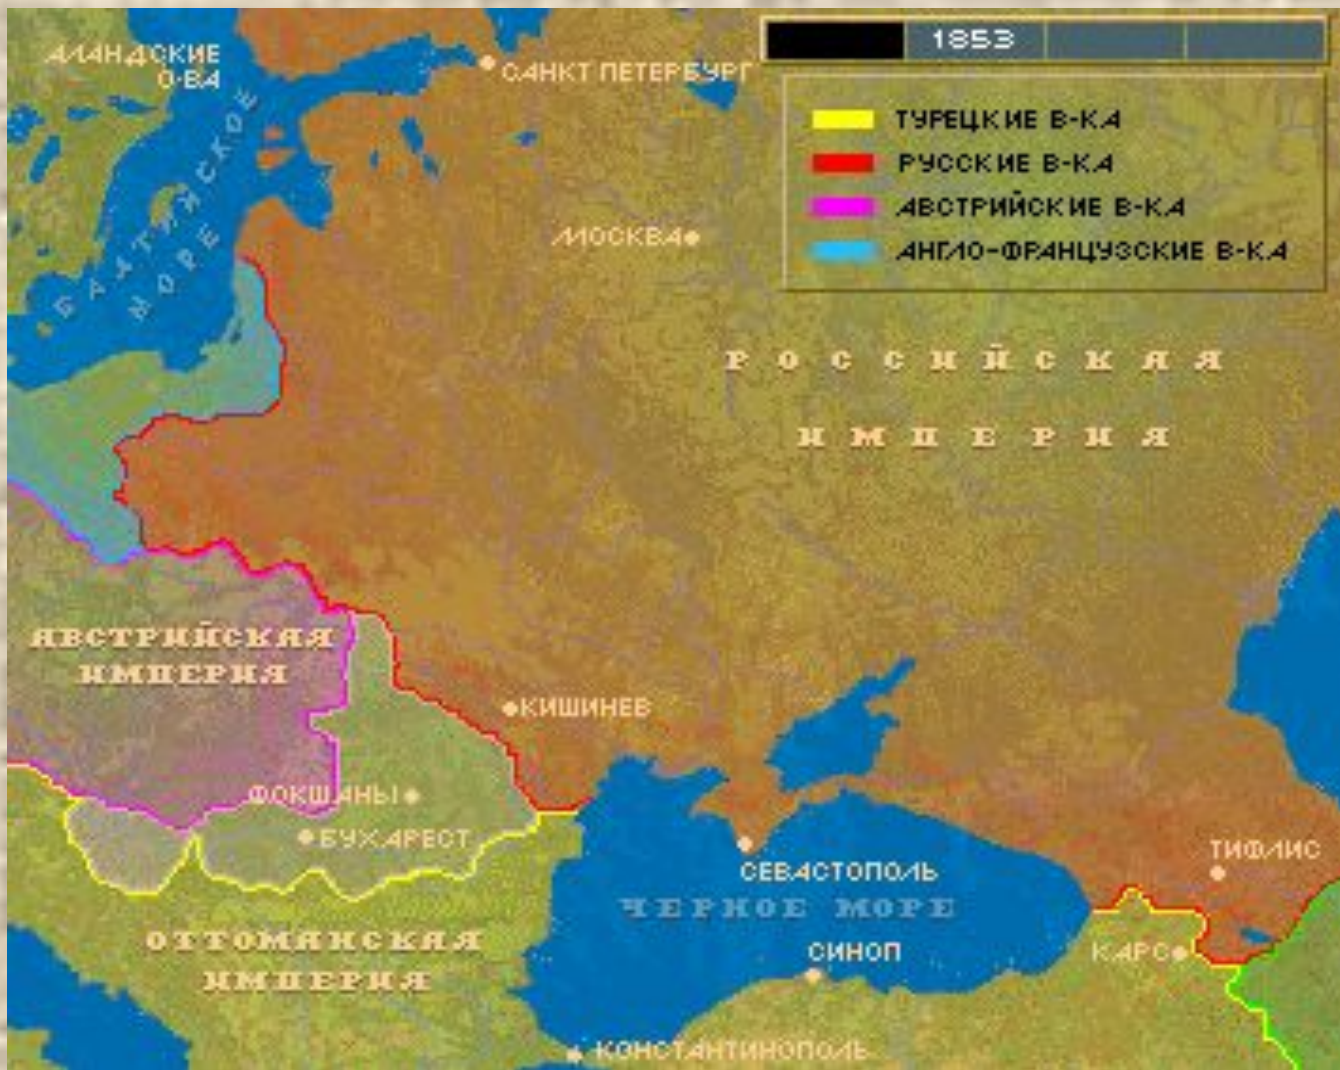 АЛАНДСКИЕ
О-ВА
САНКТ ПЕТЕРБУРГ
1853
ТУРЕЦКИЕ В-КА
РУССКИЕ В-КА
АВСТРИЙСКИЕ В-КА
АНГЛО-ФРАНЦУЗСКИЕ В-КА
БАЛТИЙСКОЕ
МОРЕ
МОСКВА
РОССИЙСКАЯ
ИМПЕРИЯ
АВСТРИЙСКАЯ
ИМПЕРИЯ
КИШИНЕВ
ФОКШАНЫ
БУХАРЕСТ
СЕВАСТОПОЛЬ
ТИФЛИС
ЧЕРНОЕ МОРЕ
ОТТОМАНСКАЯ
ИМПЕРИЯ
СИНОП
КАРС
КОНСТАНТИНОПОЛЬ